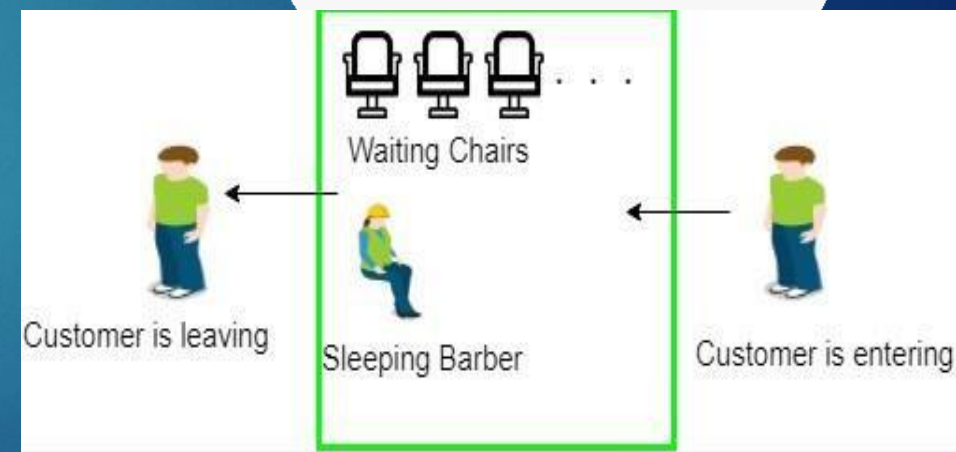 . . .
Waiting Chairs
Customer is leaving
Sleeping Barber
Customer is entering